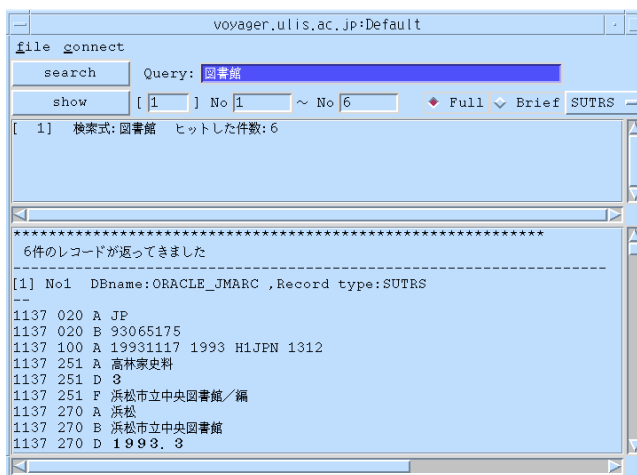 voyager.ulis.ac.jp:Default
file connect
search Query: 図書館
show [ 1 ] No 1 ~ No 6 Full Brief SUTRS
[ 1] 検索式:図書館 ヒットした件数:6
**************************************************************
6件のレコードが返ってきました
--------------------------------------------------------------------
[1] No1 DBname:ORACLE_JMARC ,Record type:SUTRS
--
1137 020 A JP
1137 020 B 93065175
1137 100 A 19931117 1993 H1JPN 1312
1137 251 A 高林家史料
1137 251 D 3
1137 251 F 浜松市立中央図書館/編
1137 270 A 浜松
1137 270 B 浜松市立中央図書館
1137 270 D 1993.3